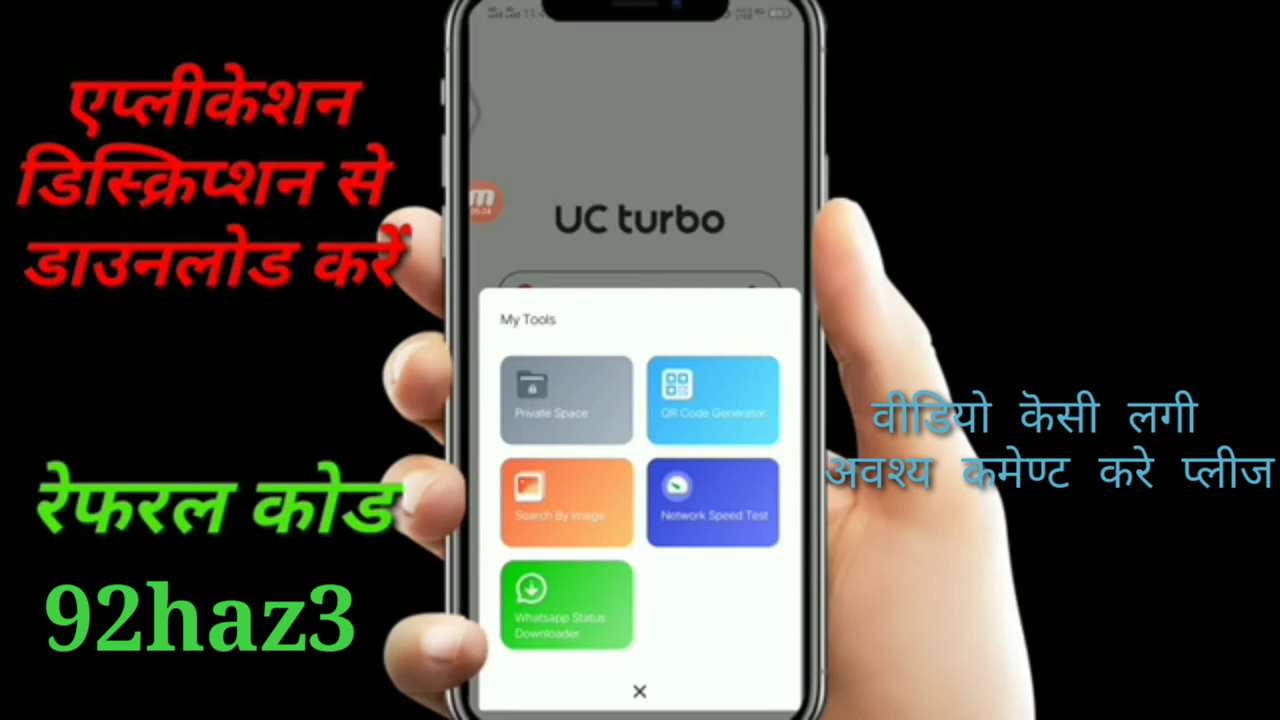 एप्लीकेशन
डिस्क्रिप्शन से
डाउनलोड करें
रेफरल कोड
92haz3
UC turbo
My Tools
Private Space
QR Code Generator
Search By image
Network Speed Test
Whatsapp Status
Downloader
वीडियो कॆसी लगी
अवश्य कमेण्ट करे प्लीज